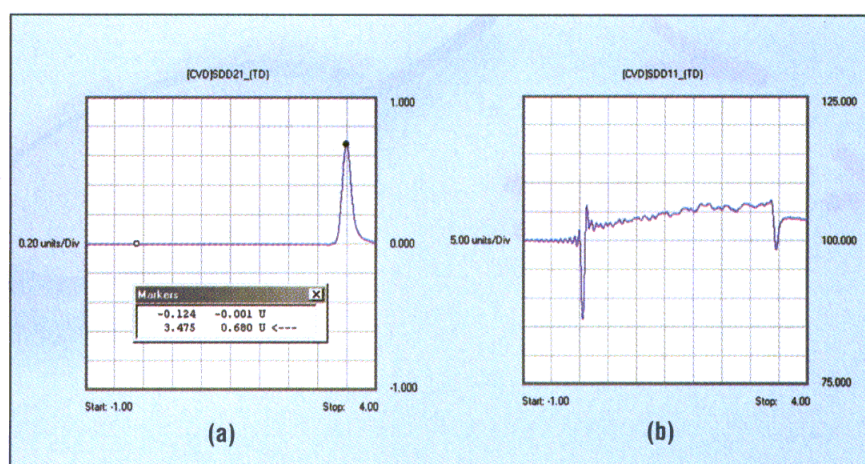 [CVD]SDD21_(TD)
1.000
0.20 units/Div
0.000
Markers
-0.124 -0.001 U
3.475 0.680 U <---
-1.000
Start: -1.00
Stop: 4.00
(a)
[CVD]SDD11_(TD)
125.000
5.00 units/Div
100.000
75.000
Start: -1.00
Stop: 4.00
(b)